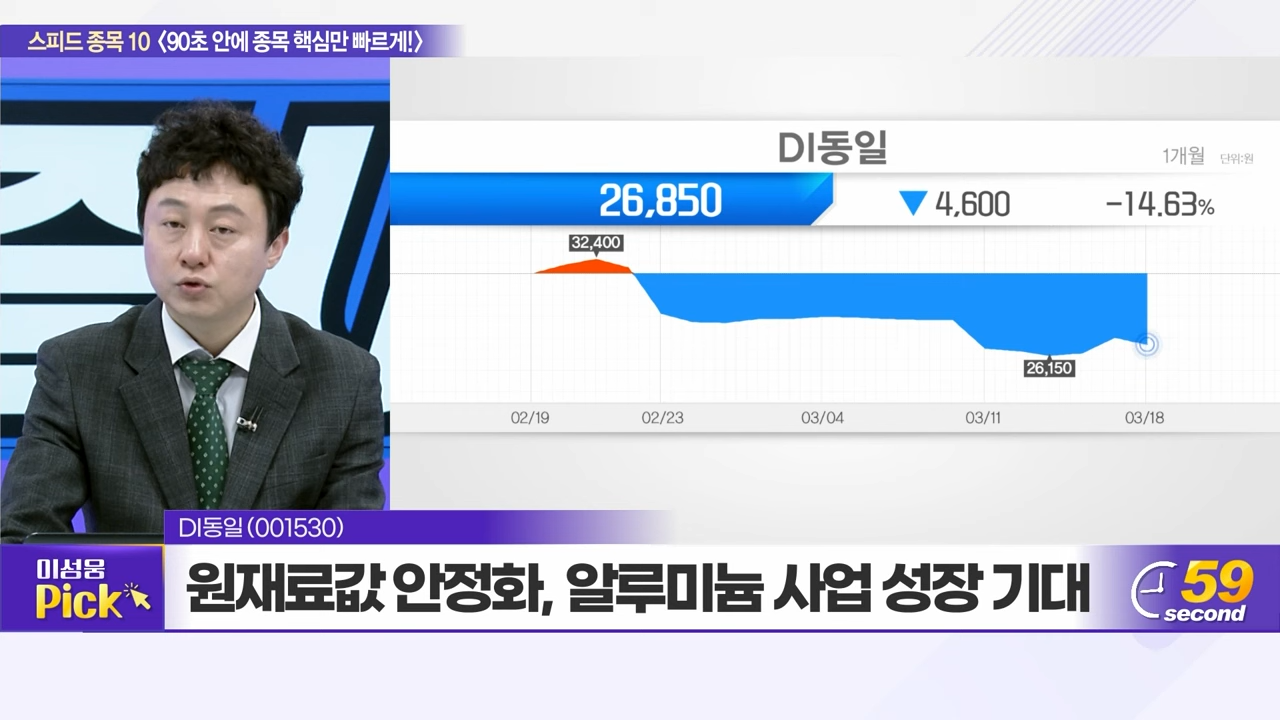 스피드 종목 10 〈90초 안에 종목 핵심만 빠르게!〉
DI동일
1개월 단위:원
26,850 ▼ 4,600 -14.63%
32,400
26,150
02/19 02/23 03/04 03/11 03/18
DI동일(001530)
이성웅
Pick
원재료값 안정화, 알루미늄 사업 성장 기대
59
second